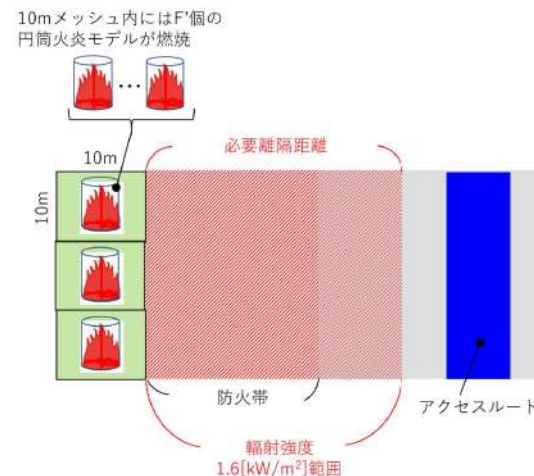 10mメッシュ内にはF'個の
円筒火炎モデルが燃焼
…
10m
必要離隔距離
10m
防火帯
アクセスルート
輻射強度
1.6[kW/m²]範囲